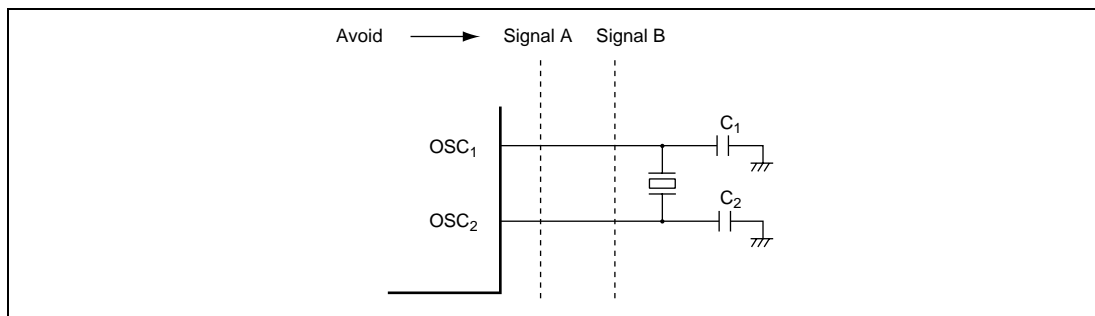 Avoid Signal A Signal B
OSC₁
C₁
OSC₂
C₂